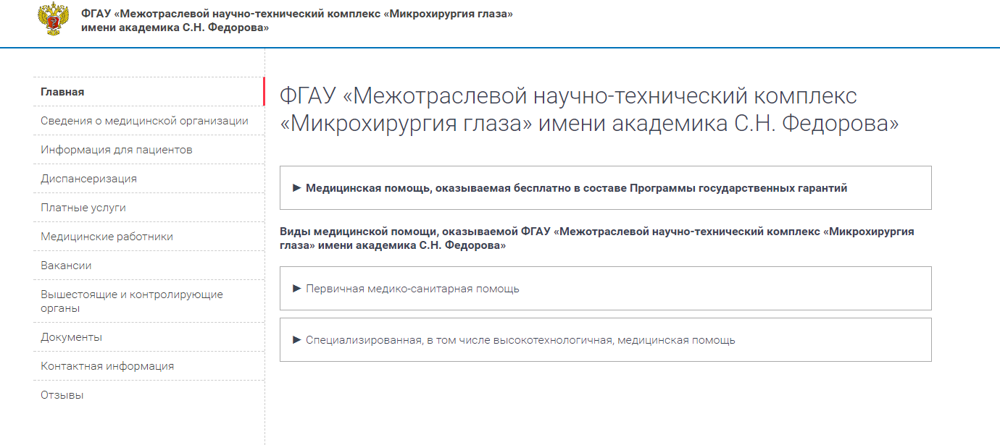 ФГАУ «Межотраслевой научно-технический комплекс «Микрохирургия глаза»
имени академика С.Н. Федорова»
Главная
Сведения о медицинской организации
Информация для пациентов
Диспансеризация
Платные услуги
Медицинские работники
Вакансии
Вышестоящие и контролирующие
органы
Документы
Контактная информация
Отзывы
ФГАУ «Межотраслевой научно-технический комплекс
«Микрохирургия глаза» имени академика С.Н. Федорова»
► Медицинская помощь, оказываемая бесплатно в составе Программы государственных гарантий
Виды медицинской помощи, оказываемой ФГАУ «Межотраслевой научно-технический комплекс «Микрохирургия
глаза» имени академика С.Н. Федорова»
► Первичная медико-санитарная помощь
► Специализированная, в том числе высокотехнологичная, медицинская помощь